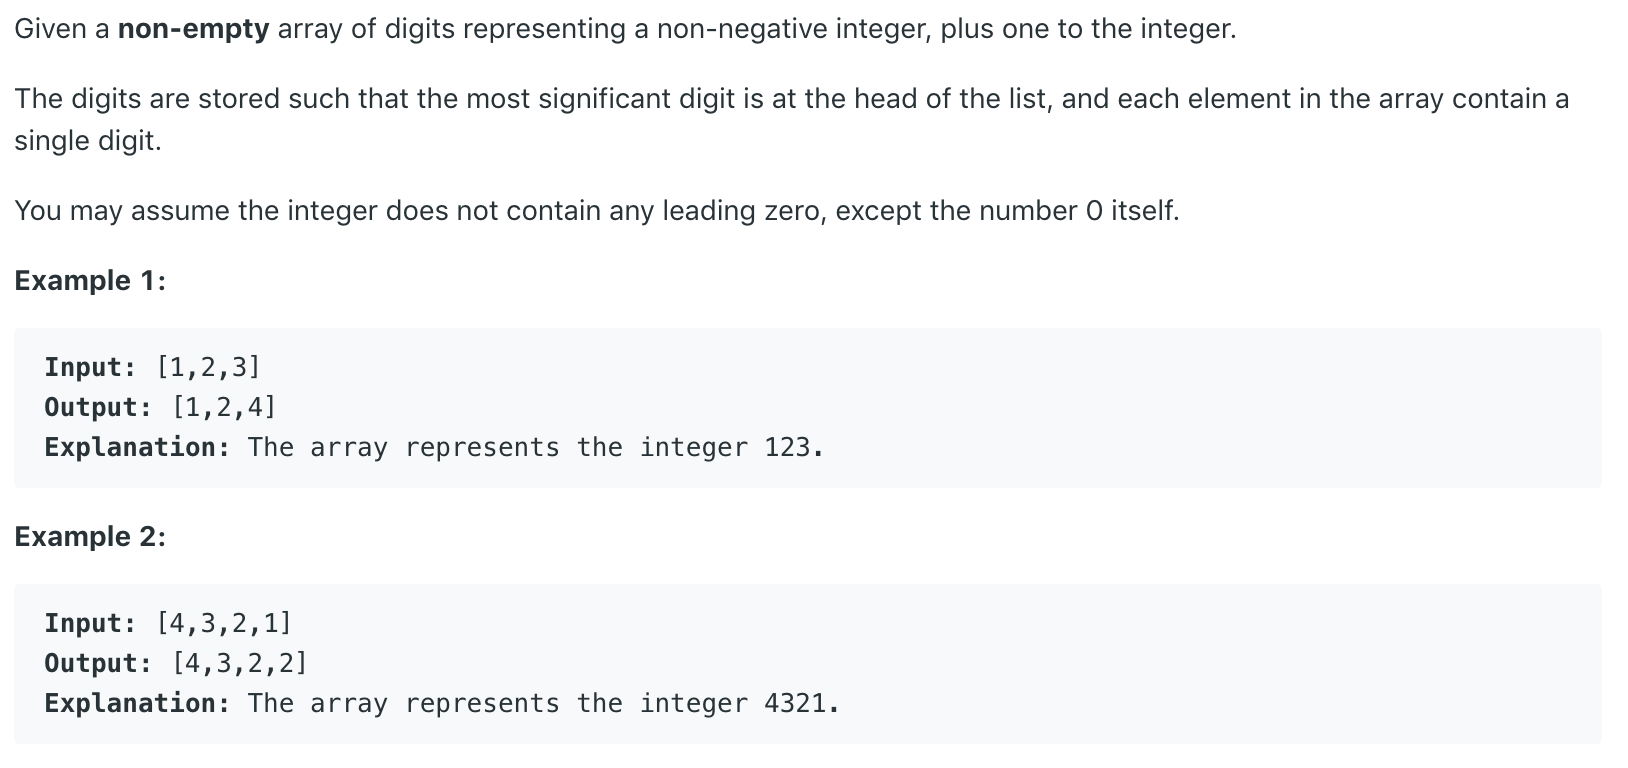 Given a non-empty array of digits representing a non-negative integer, plus one to the integer.
The digits are stored such that the most significant digit is at the head of the list, and each element in the array contain a
single digit.
You may assume the integer does not contain any leading zero, except the number 0 itself.
Example 1:
Input: [1,2,3]
Output: [1,2,4]
Explanation: The array represents the integer 123.
Example 2:
Input: [4,3,2,1]
Output: [4,3,2,2]
Explanation: The array represents the integer 4321.